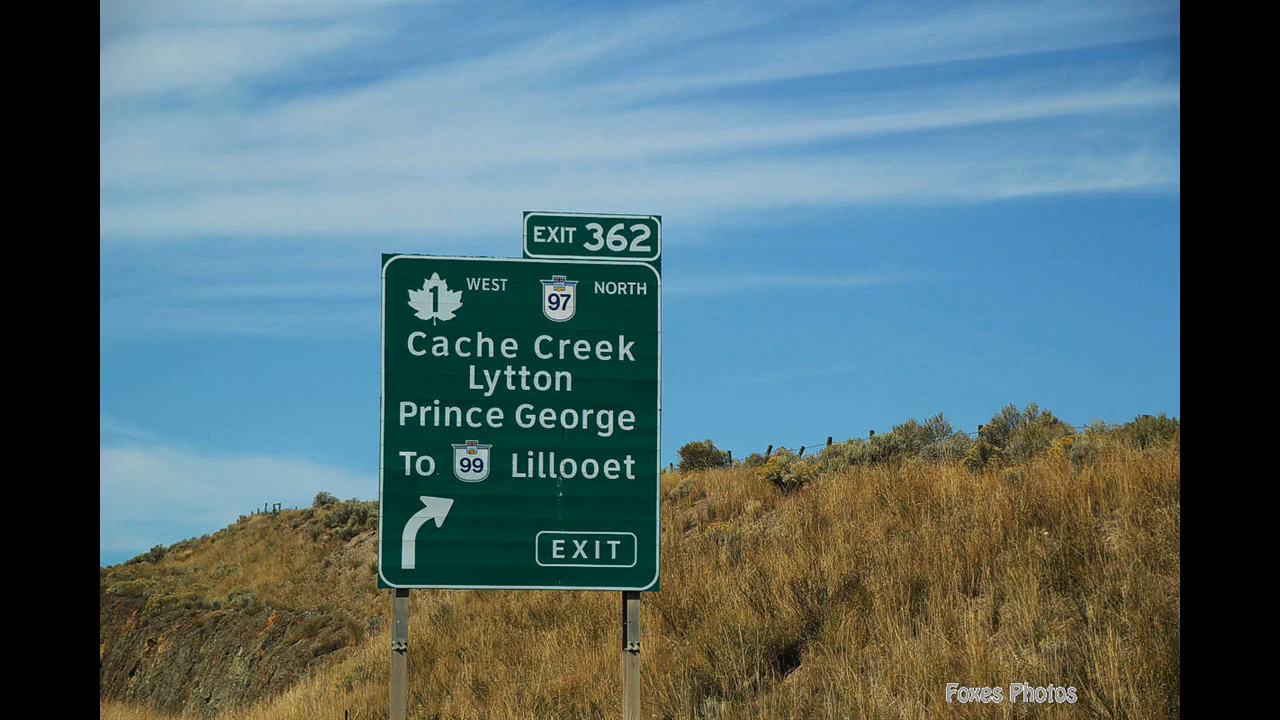 EXIT 362
1 WEST 97 NORTH
Cache Creek
Lytton
Prince George
To 99 Lillooet
EXIT
Foxes Photos